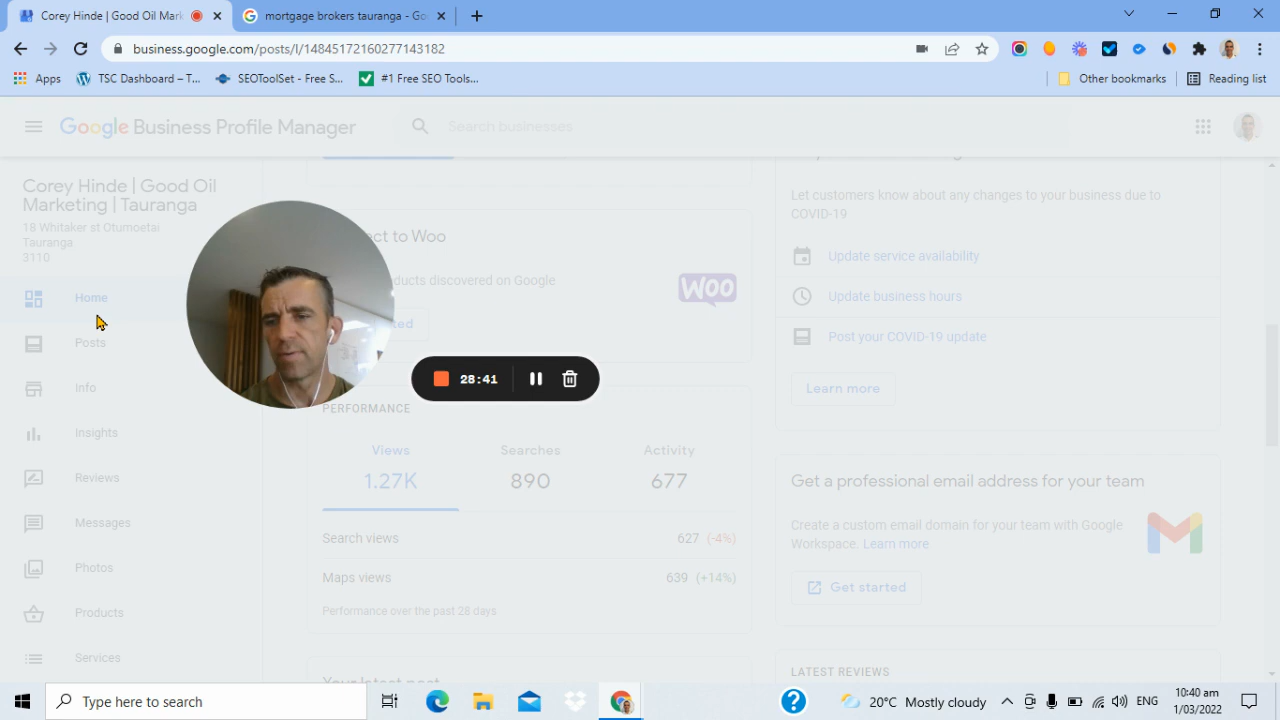 Corey Hinde | Good Oil Mark
mortgage brokers Tauranga - Goo
business.google.com/posts/l/14845172160277143182
Apps
TSC Dashboard – T...
SEOToolSet - Free S...
#1 Free SEO Tools...
Other bookmarks
Reading list
Google Business Profile Manager
Search businesses
Corey Hinde | Good Oil
Marketing | Tauranga
18 Whitaker st Otumoetai
Tauranga
3110
Home
Posts
Info
Insights
Reviews
Messages
Photos
Products
Services
to Woo
discovered on Google
WOO
28:41
PERFORMANCE
Views
Searches
Activity
1.27K
890
677
Search views
627 (-4%)
Maps views
639 (+14%)
Performance over the past 28 days
Your latest post
Let customers know about any changes to your business due to
COVID-19
Update service availability
Update business hours
Post your COVID-19 update
Learn more
Get a professional email address for your team
Create a custom email domain for your team with Google
Workspace. Learn more
Get started
LATEST REVIEWS
Type here to search
20°C Mostly cloudy
ENG
10:40 am
1/03/2022